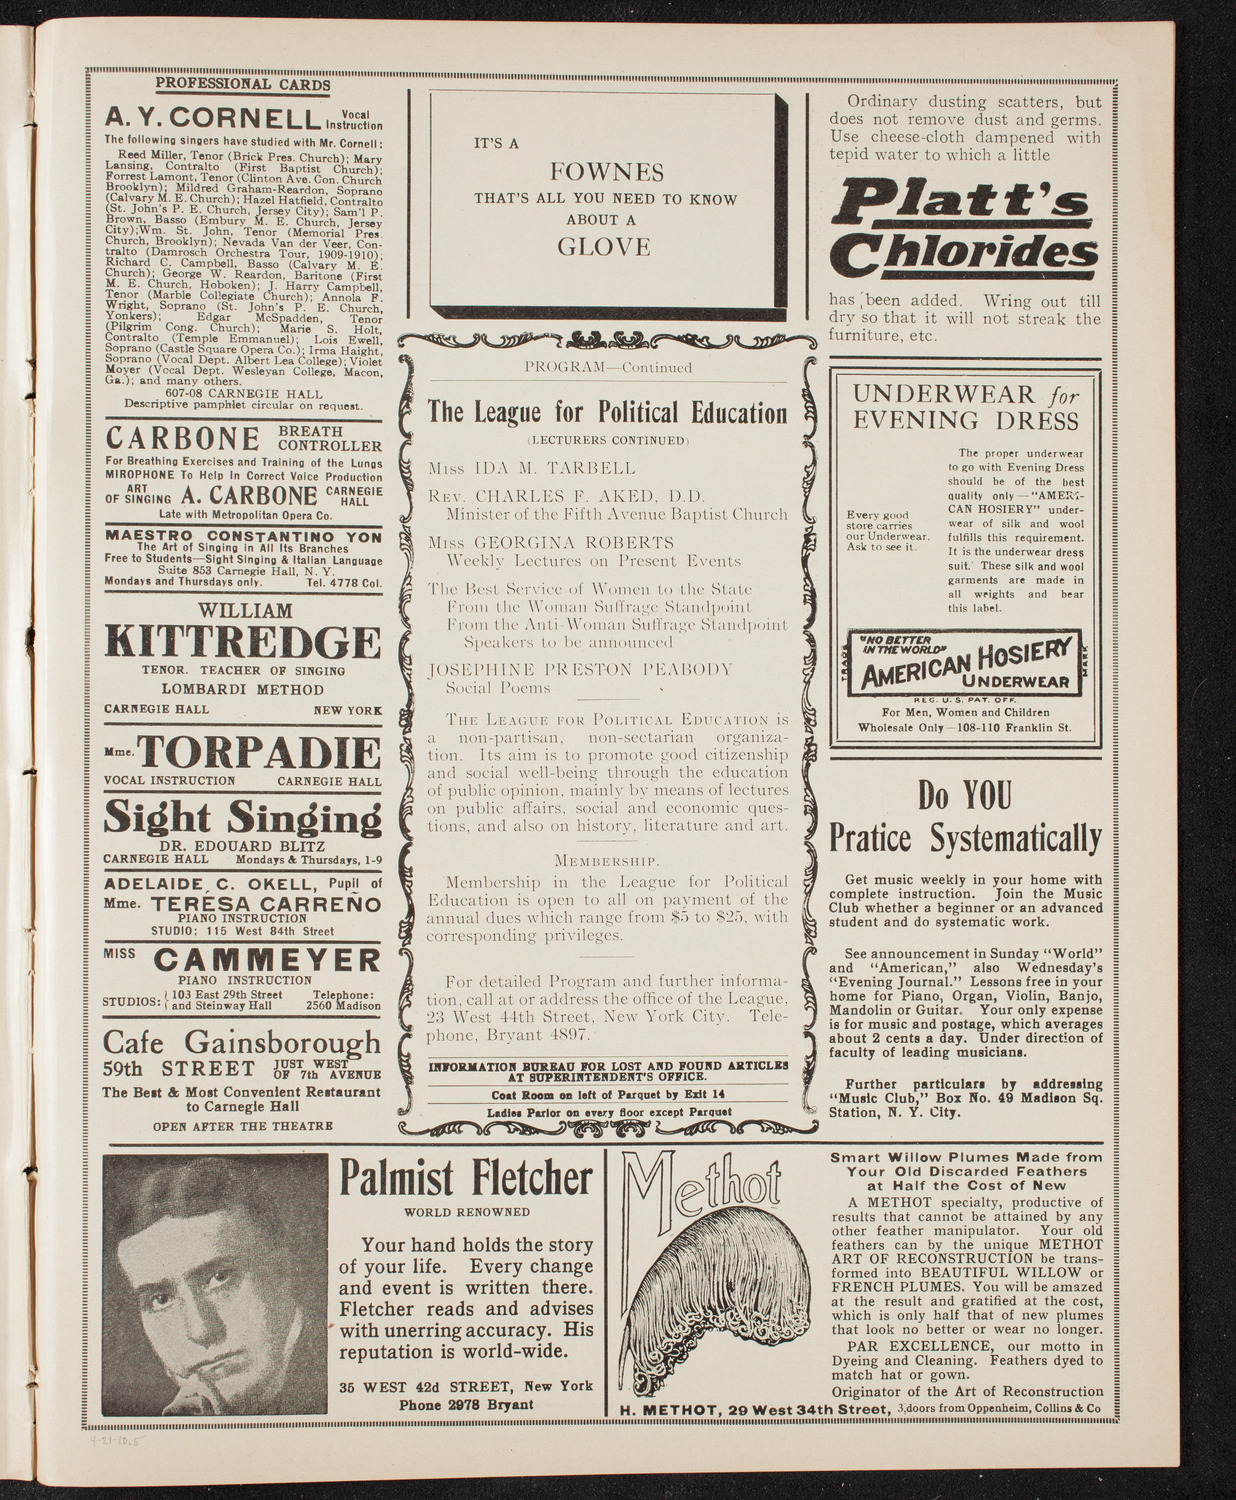 PROFESSIONAL CARDS
A. Y. CORNELL Vocal Instruction
The following singers have studied with Mr. Cornell:
Reed Miller, Tenor (Brick Pres. Church); Mary
Lansing, Contralto (First Baptist Church);
Forrest Lamont, Tenor (Clinton Ave. Con. Church
Brooklyn); Mildred Graham-Reardon, Soprano
(Calvary M. E. Church); Hazel Hatfield, Contralto
(St. John's P. E. Church, Jersey City); Sam'l P.
Brown, Basso (Embury M. E. Church, Jersey
City); Wm. St. John, Tenor (Memorial Pres
Church, Brooklyn); Nevada Van der Veer, Con-
tralto (Damrosch Orchestra Tour, 1909-1910);
Richard C. Campbell, Basso (Calvary M. E.
Church); George W. Reardon, Baritone (First
M. E. Church, Hoboken); J. Harry Campbell,
Tenor (Marble Collegiate Church); Annola F.
Wright, Soprano (St. John's P. E. Church,
Yonkers); Edgar McSpadden, Tenor
(Pilgrim Cong. Church); Marie S. Holt,
Contralto (Temple Emmanuel); Lois Ewell,
Soprano (Castle Square Opera Co.); Irma Haight,
Soprano (Vocal Dept. Albert Lea College); Violet
Moyer (Vocal Dept. Wesleyan College, Macon,
Ga.); and many others.
607-08 CARNEGIE HALL
Descriptive pamphlet circular on request.
CARBONE BREATH CONTROLLER
For Breathing Exercises and Training of the Lungs
MIROPHONE To Help in Correct Voice Production
ART OF SINGING A. CARBONE CARNEGIE HALL
Late with Metropolitan Opera Co.
MAESTRO CONSTANTINO YON
The Art of Singing in All Its Branches
Free to Students—Sight Singing & Italian Language
Suite 853 Carnegie Hall, N. Y.
Mondays and Thursdays only. Tel. 4778 Col.
WILLIAM
KITTREDGE
TENOR. TEACHER OF SINGING
LOMBARDI METHOD
CARNEGIE HALL NEW YORK
Mme. TORPADIE
VOCAL INSTRUCTION CARNEGIE HALL
Sight Singing
DR. EDOUARD BLITZ
CARNEGIE HALL Mondays & Thursdays, 1-9
ADELAIDE C. OKELL, Pupil of
Mme. TERESA CARREÑO
PIANO INSTRUCTION
STUDIO: 115 West 84th Street
MISS CAMMEYER
PIANO INSTRUCTION
STUDIOS: { 103 East 29th Street Telephone:
and Steinway Hall 2560 Madison
Cafe Gainsborough
59th STREET JUST WEST OF 7th AVENUE
The Best & Most Convenient Restaurant
to Carnegie Hall
OPEN AFTER THE THEATRE
IT'S A
FOWNES
THAT'S ALL YOU NEED TO KNOW
ABOUT A
GLOVE
PROGRAM—Continued
The League for Political Education
(LECTURERS CONTINUED)
Miss IDA M. TARBELL
Rev. CHARLES F. AKED, D.D.
Minister of the Fifth Avenue Baptist Church
Miss GEORGINA ROBERTS
Weekly Lectures on Present Events
The Best Service of Women to the State
From the Woman Suffrage Standpoint
From the Anti-Woman Suffrage Standpoint
Speakers to be announced
JOSEPHINE PRESTON PEABODY
Social Poems
The League for Political Education is
a non-partisan, non-sectarian organiza-
tion. Its aim is to promote good citizenship
and social well-being through the education
of public opinion, mainly by means of lectures
on public affairs, social and economic ques-
tions, and also on history, literature and art.
Membership.
Membership in the League for Political
Education is open to all on payment of the
annual dues which range from $5 to $25, with
corresponding privileges.
For detailed Program and further informa-
tion, call at or address the office of the League,
23 West 44th Street, New York City. Tele-
phone, Bryant 4897.
INFORMATION BUREAU FOR LOST AND FOUND ARTICLES
AT SUPERINTENDENT'S OFFICE.
Coat Room on left of Parquet by Exit 14
Ladies Parlor on every floor except Parquet
Ordinary dusting scatters, but
does not remove dust and germs.
Use cheese-cloth dampened with
tepid water to which a little
Platt's
Chlorides
has been added. Wring out till
dry so that it will not streak the
furniture, etc.
UNDERWEAR for
EVENING DRESS
Every good
store carries
our Underwear.
Ask to see it.
The proper underwear
to go with Evening Dress
should be of the best
quality only—"AMERI-
CAN HOSIERY" under-
wear of silk and wool
fulfills this requirement.
It is the underwear dress
suit. These silk and wool
garments are made in
all weights and bear
this label.
TRADE MARK
"NO BETTER
IN THE WORLD"
AMERICAN HOSIERY
UNDERWEAR
REG. U. S. PAT. OFF.
For Men, Women and Children
Wholesale Only—108-110 Franklin St.
Do YOU
Pratice Systematically
Get music weekly in your home with
complete instruction. Join the Music
Club whether a beginner or an advanced
student and do systematic work.
See announcement in Sunday "World"
and "American," also Wednesday's
"Evening Journal." Lessons free in your
home for Piano, Organ, Violin, Banjo,
Mandolin or Guitar. Your only expense
is for music and postage, which averages
about 2 cents a day. Under direction of
faculty of leading musicians.
Further particulars by addressing
"Music Club," Box No. 49 Madison Sq.
Station, N. Y. City.
Palmist Fletcher
WORLD RENOWNED
Your hand holds the story
of your life. Every change
and event is written there.
Fletcher reads and advises
with unerring accuracy. His
reputation is world-wide.
35 WEST 42d STREET, New York
Phone 2978 Bryant
Methot
Smart Willow Plumes Made from
Your Old Discarded Feathers
at Half the Cost of New
A METHOT specialty, productive of
results that cannot be attained by any
other feather manipulator. Your old
feathers can by the unique METHOT
ART OF RECONSTRUCTION be trans-
formed into BEAUTIFUL WILLOW or
FRENCH PLUMES. You will be amazed
at the result and gratified at the cost,
which is only half that of new plumes
that look no better or wear no longer.
PAR EXCELLENCE, our motto in
Dyeing and Cleaning. Feathers dyed to
match hat or gown.
Originator of the Art of Reconstruction
H. METHOT, 29 West 34th Street, 3 doors from Oppenheim, Collins & Co
4-21-10.5